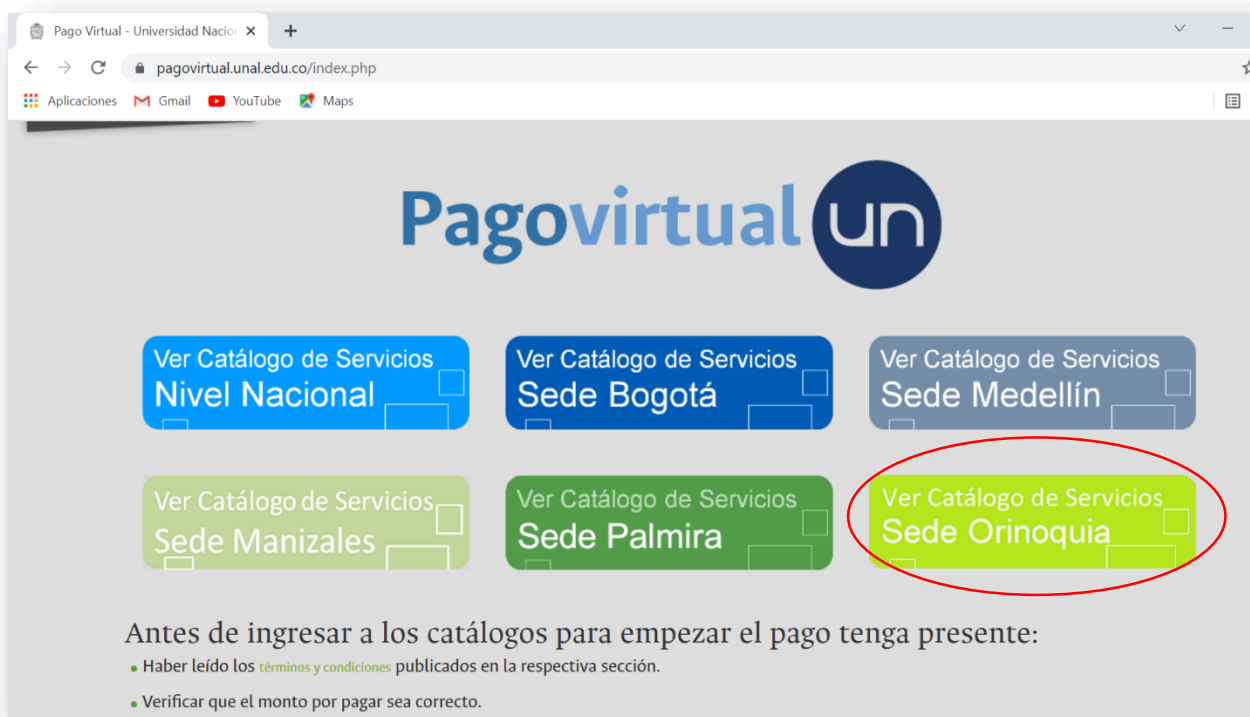 Pago Virtual - Universidad Nacio
pagovirtual.unal.edu.co/index.php
Aplicaciones Gmail YouTube Maps
Pagovirtual un
Ver Catálogo de Servicios
Nivel Nacional
Ver Catálogo de Servicios
Sede Bogotá
Ver Catálogo de Servicios
Sede Medellín
Ver Catálogo de Servicios
Sede Manizales
Ver Catálogo de Servicios
Sede Palmira
Ver Catálogo de Servicios
Sede Orinoquia
Antes de ingresar a los catálogos para empezar el pago tenga presente:
• Haber leído los términos y condiciones publicados en la respectiva sección.
• Verificar que el monto por pagar sea correcto.